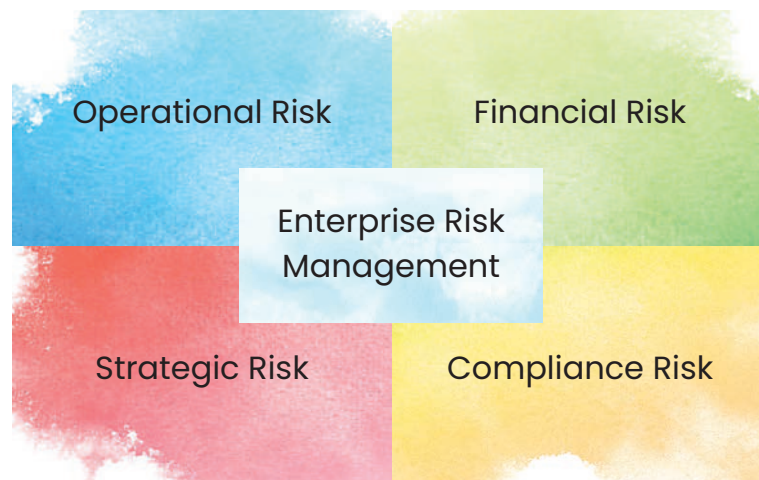 Operational Risk
Financial Risk
Enterprise Risk
Management
Strategic Risk
Compliance Risk